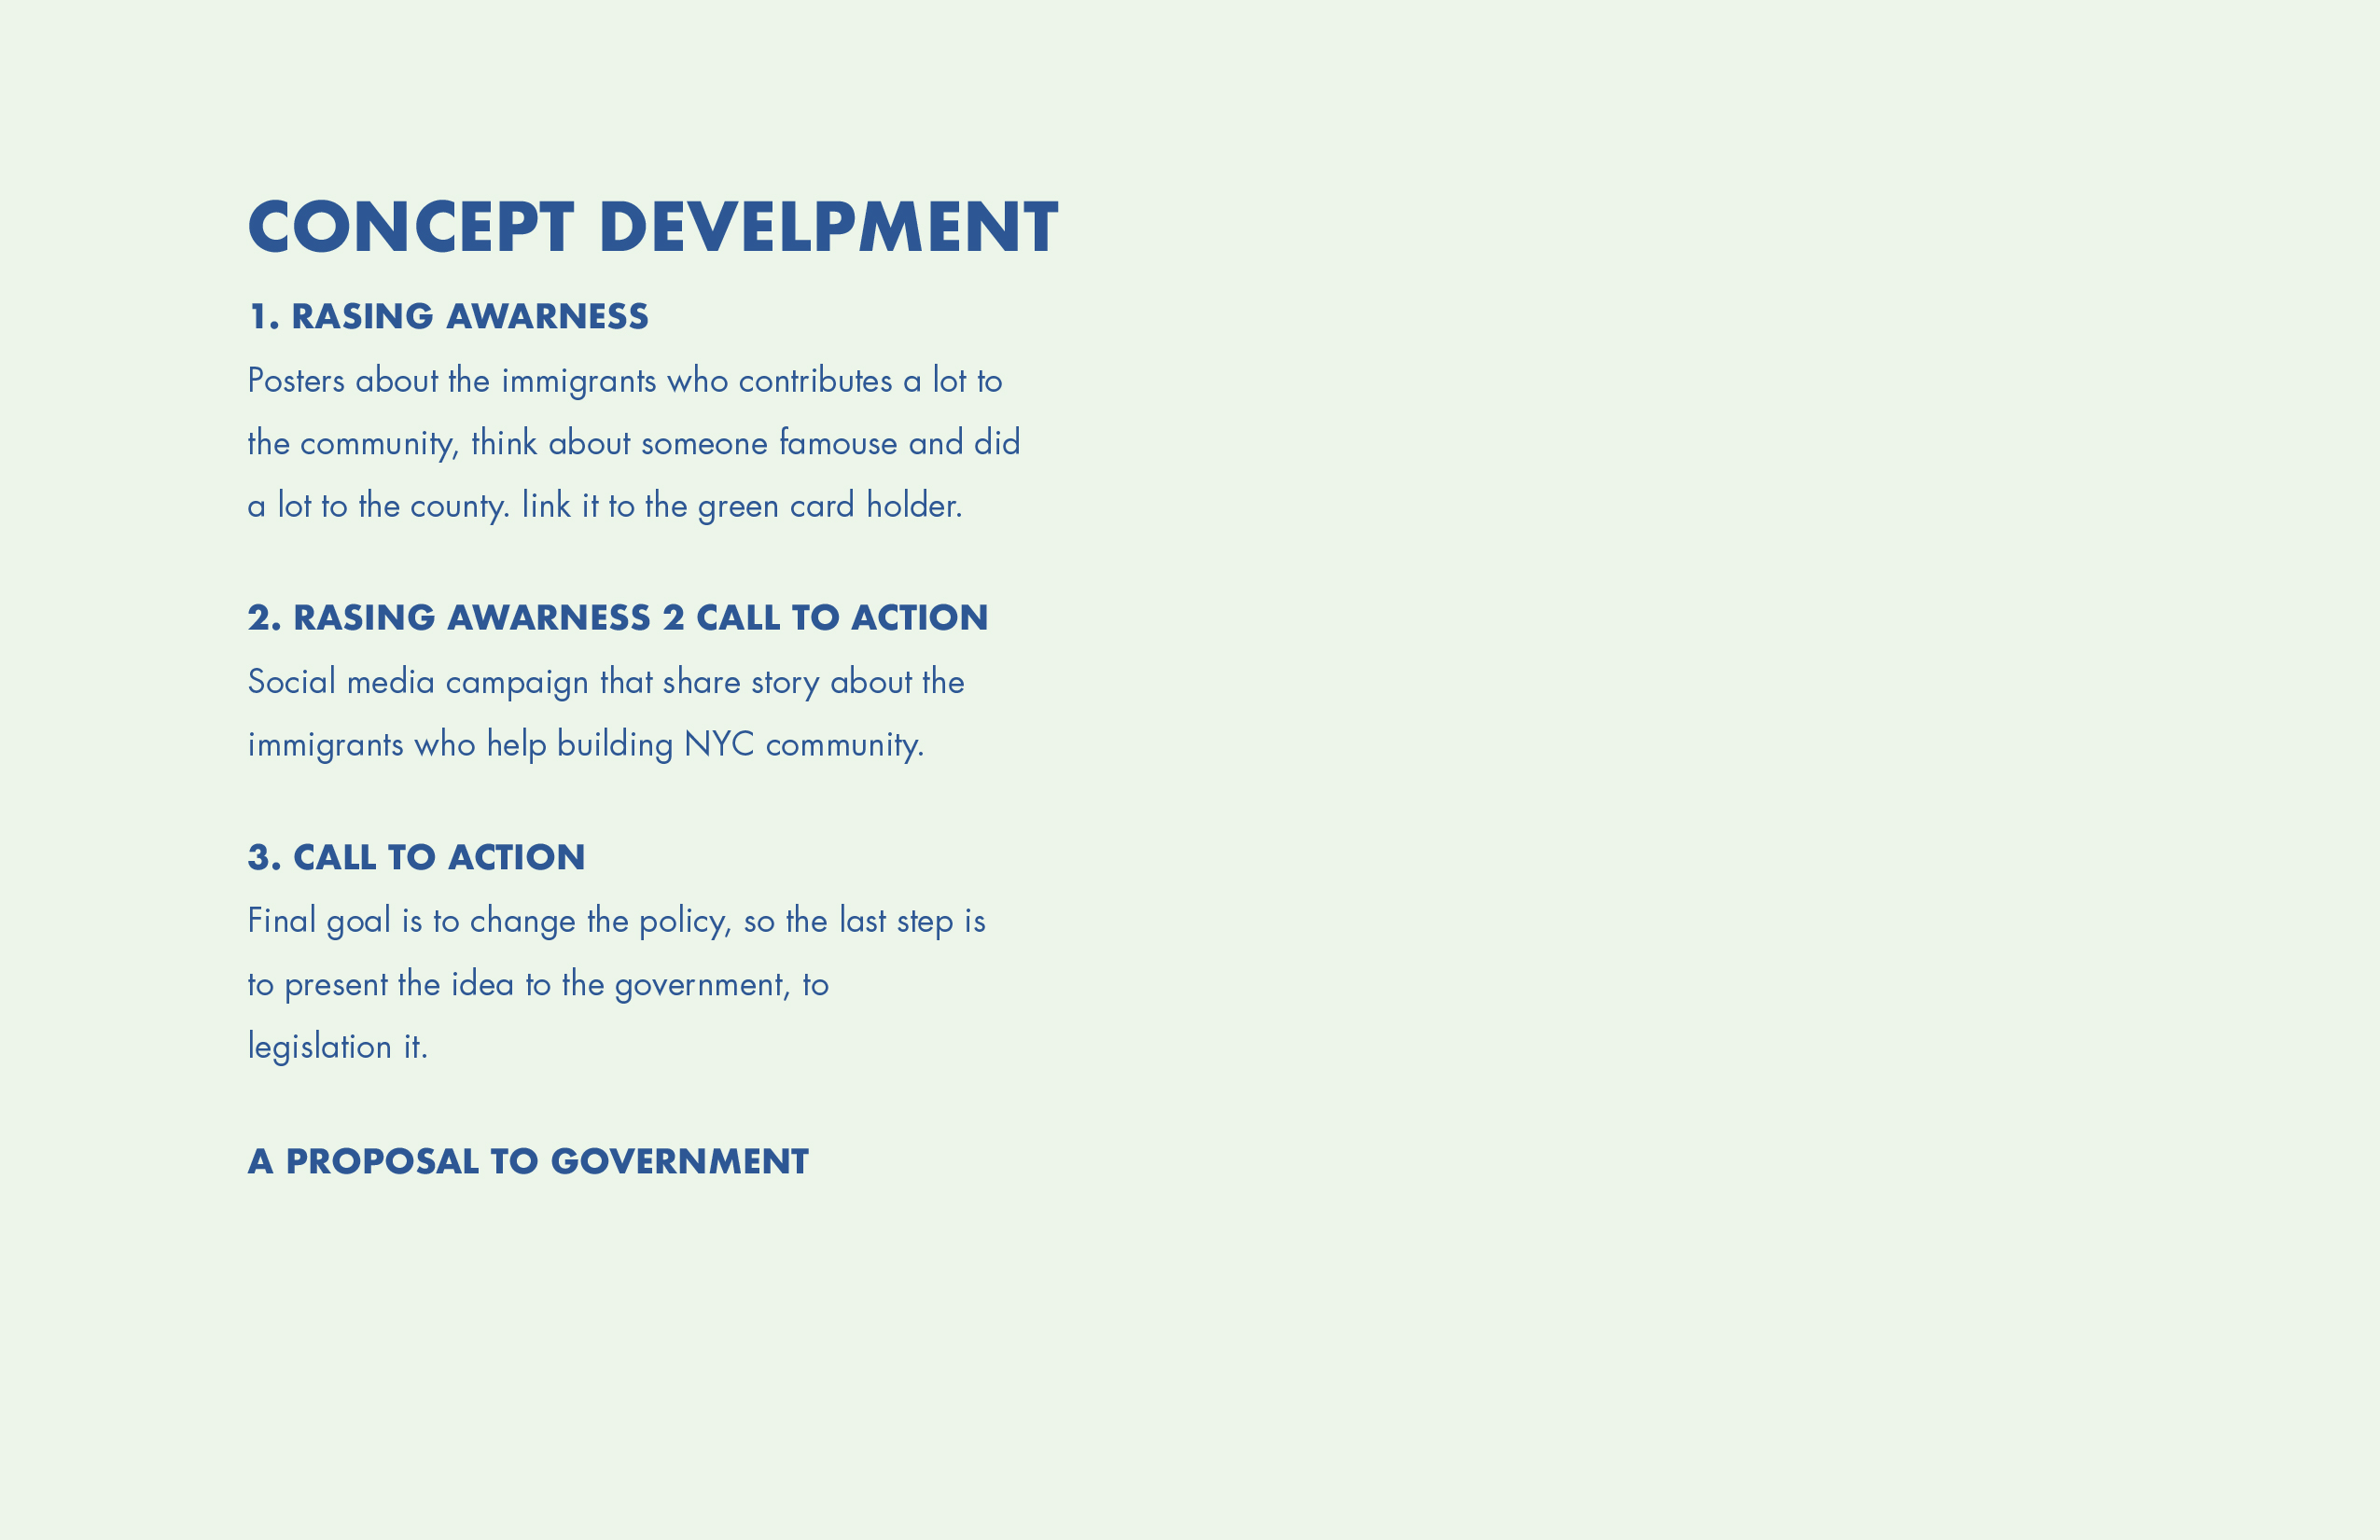 CONCEPT DEVELPMENT
1. RASING AWARNESS
Posters about the immigrants who contributes a lot to
the community, think about someone famouse and did
a lot to the county. link it to the green card holder.
2. RASING AWARNESS 2 CALL TO ACTION
Social media campaign that share story about the
immigrants who help building NYC community.
3. CALL TO ACTION
Final goal is to change the policy, so the last step is
to present the idea to the government, to
legislation it.
A PROPOSAL TO GOVERNMENT